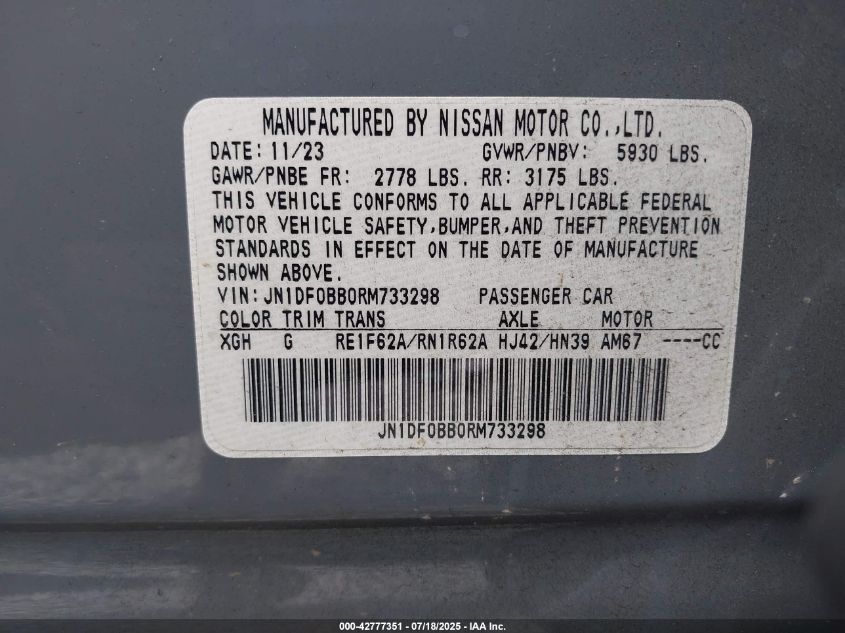 MANUFACTURED BY NISSAN MOTOR CO.,LTD.
DATE: 11/23 GVWR/PNBV: 5930 LBS.
GAWR/PNBE FR: 2778 LBS. RR: 3175 LBS.
THIS VEHICLE CONFORMS TO ALL APPLICABLE FEDERAL
MOTOR VEHICLE SAFETY,BUMPER,AND THEFT PREVENTION
STANDARDS IN EFFECT ON THE DATE OF MANUFACTURE
SHOWN ABOVE.
VIN:JN1DF0BB0RM733298 PASSENGER CAR
COLOR TRIM TRANS AXLE MOTOR
XGH G RE1F62A/RN1R62A HJ42/HN39 AM67 ----CC
JN1DF0BB0RM733298
000-42777351 - 07/18/2025 - IAA Inc.